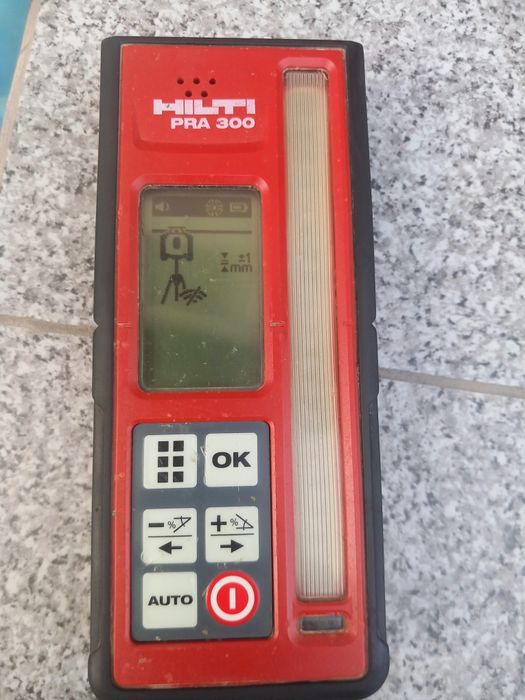 HILTI
PRA 300
±1
mm
OK
- %
+ %
AUTO